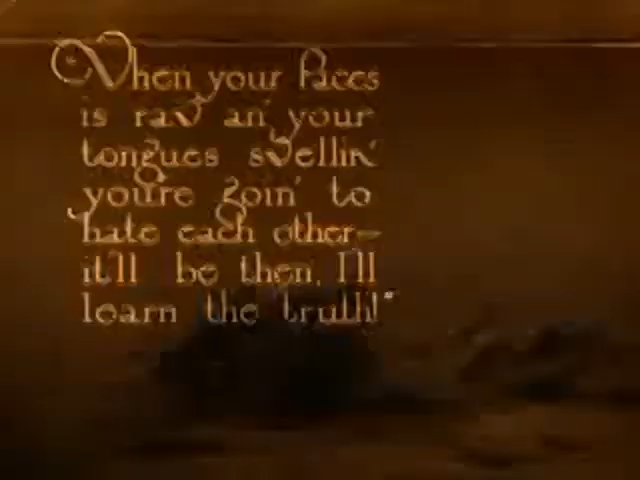 "When your faces
is raw an' your
tongues swellin'
you're goin' to
hate each other—
it'll be then, I'll
learn the truth!"